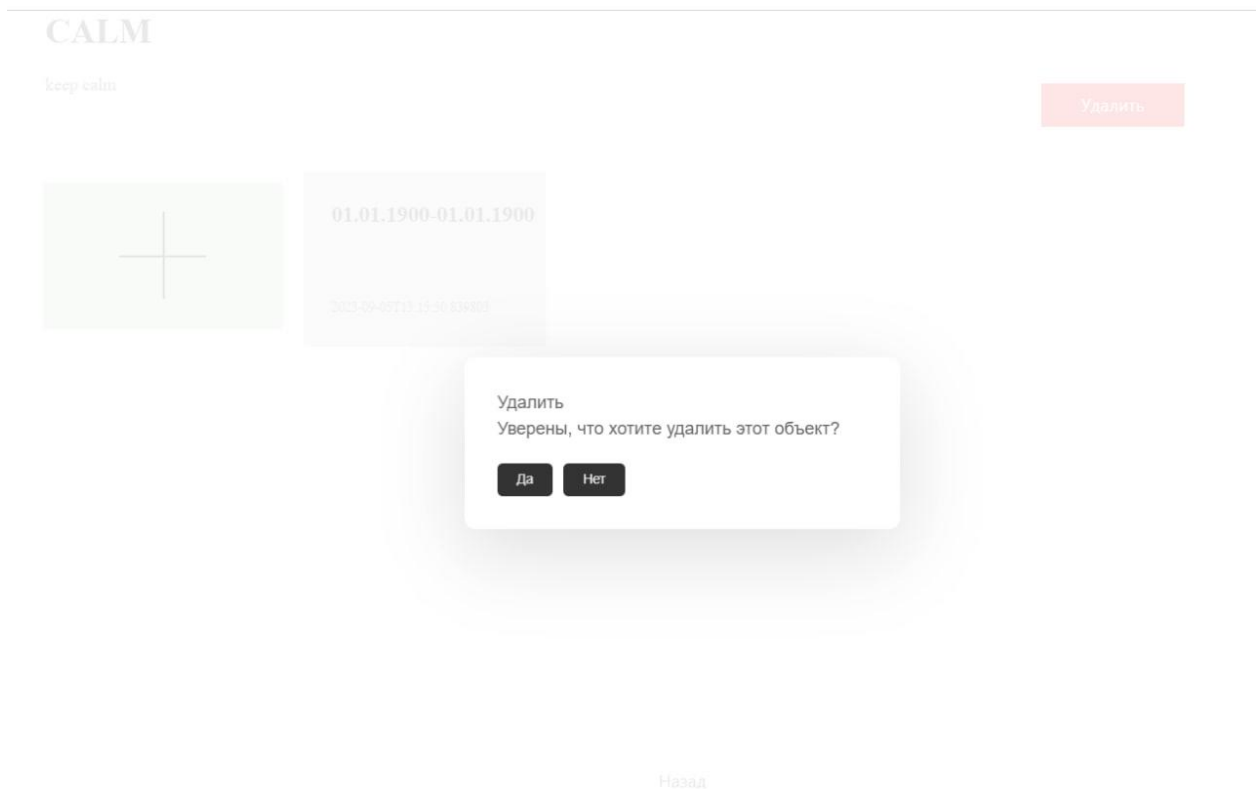 CALM
keep calm
Удалить
01.01.1900-01.01.1900
Удалить
Уверены, что хотите удалить этот объект?
Да Нет
Назад